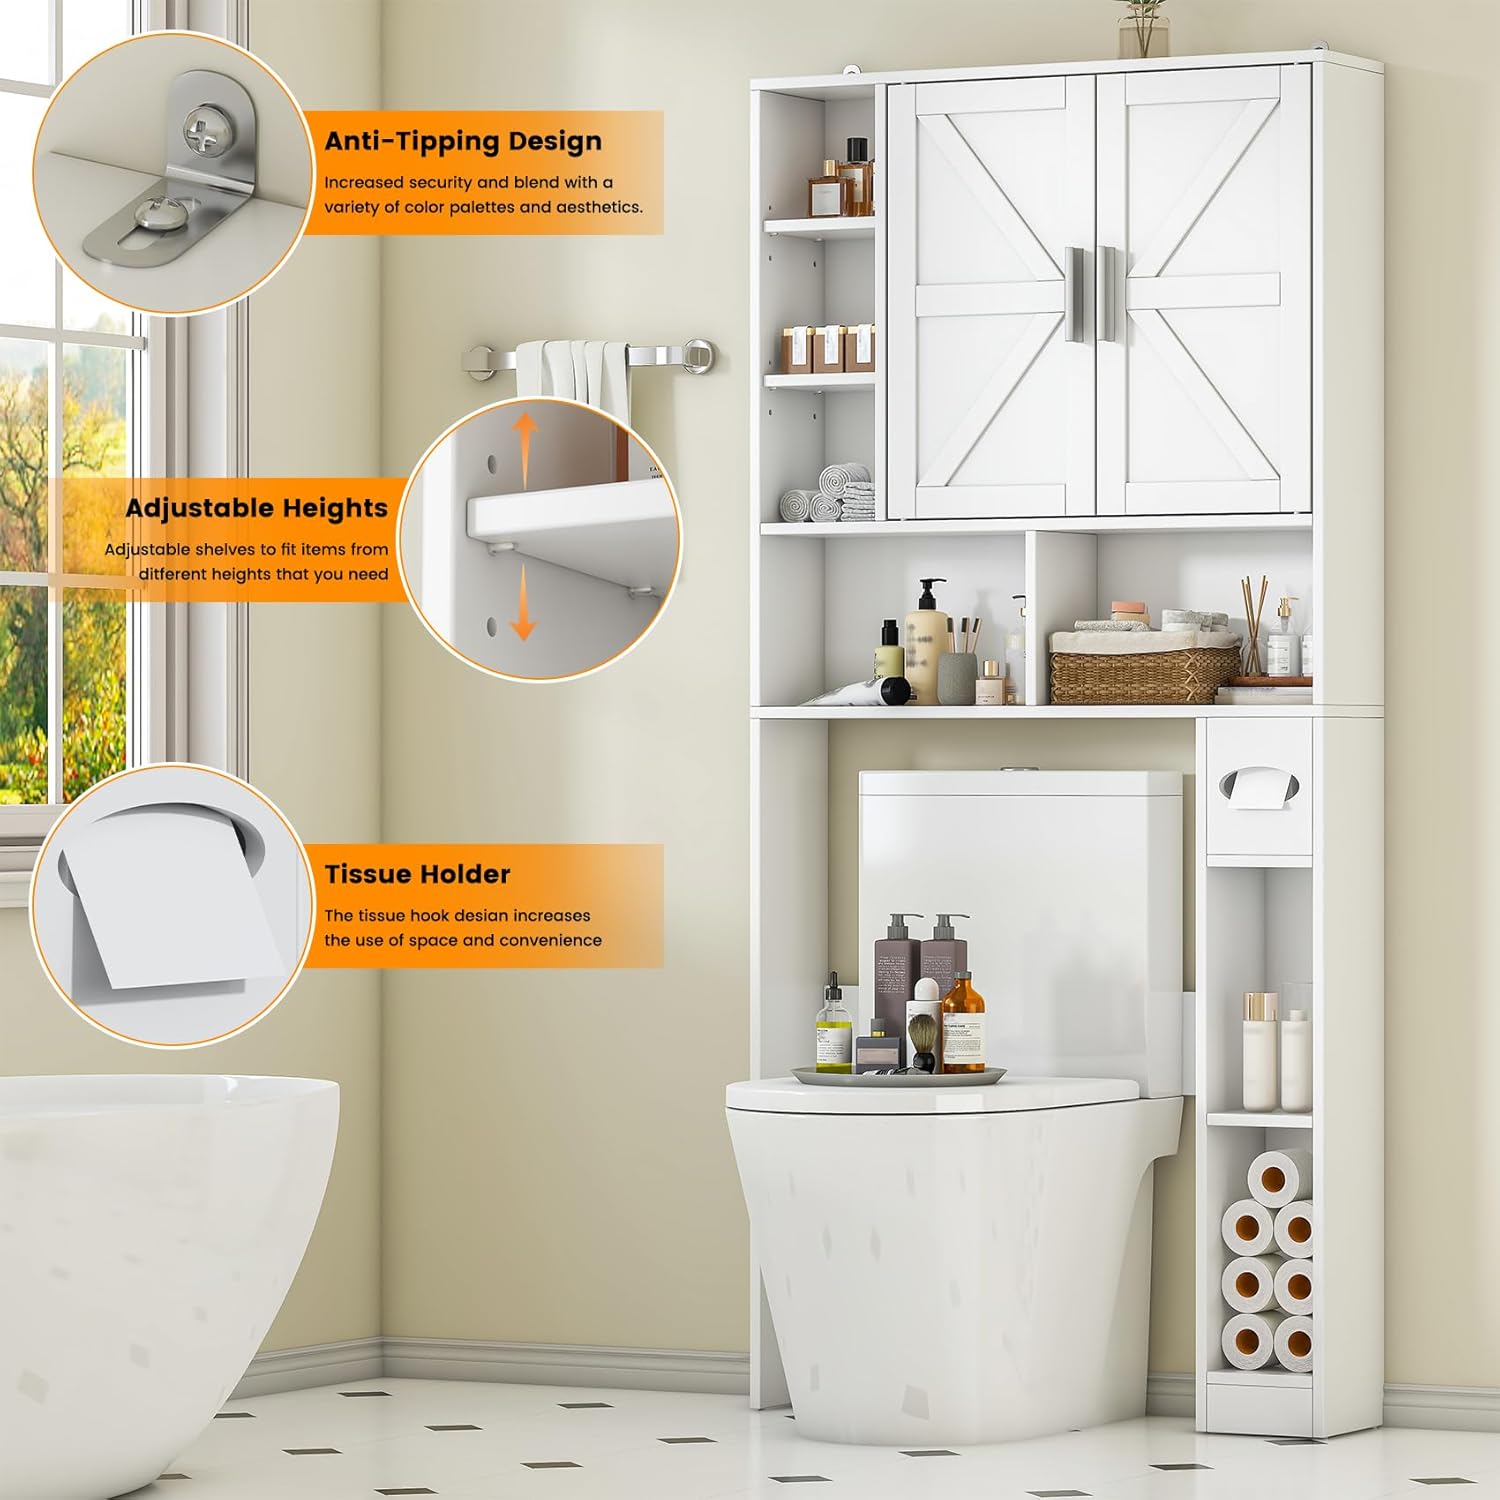 Anti-Tipping Design
Increased security and blend with a
variety of color palettes and aesthetics.
Adjustable Heights
Adjustable shelves to fit items from
different heights that you need
Tissue Holder
The tissue hook desian increases
the use of space and convenience